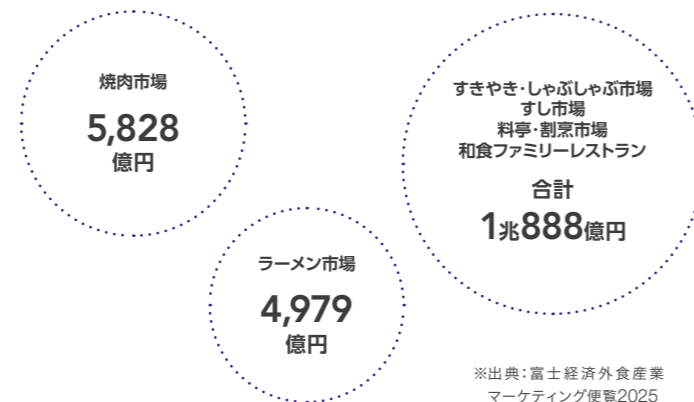 焼肉市場
5,828
億円
すきやき・しゃぶしゃぶ市場
すし市場
料亭・割烹市場
和食ファミリーレストラン
合計
1兆888億円
ラーメン市場
4,979
億円
※出典：富士経済外食産業
マーケティング便覧2025